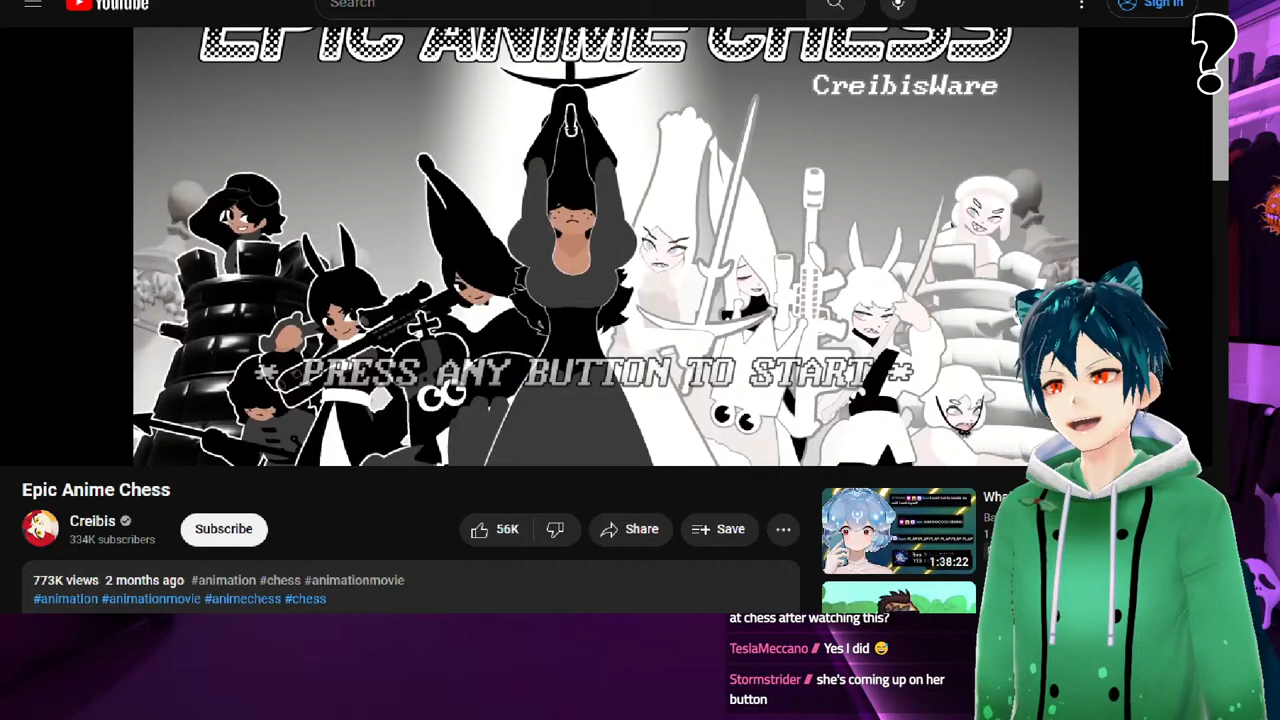 YouTube
Search
Sign in
?
EPIC ANIME CHESS
CreibisWare
* PRESS ANY BUTTON TO START *
Epic Anime Chess
Creibis
334K subscribers
Subscribe
56K
Share
Save
773K views 2 months ago #animation #chess #animationmovie
#animation #animationmovie #animechess #chess
1:38:22
Wha
at chess after watching this?
TeslaMeccano // Yes I did 😅
Stormstrider // she's coming up on her
button